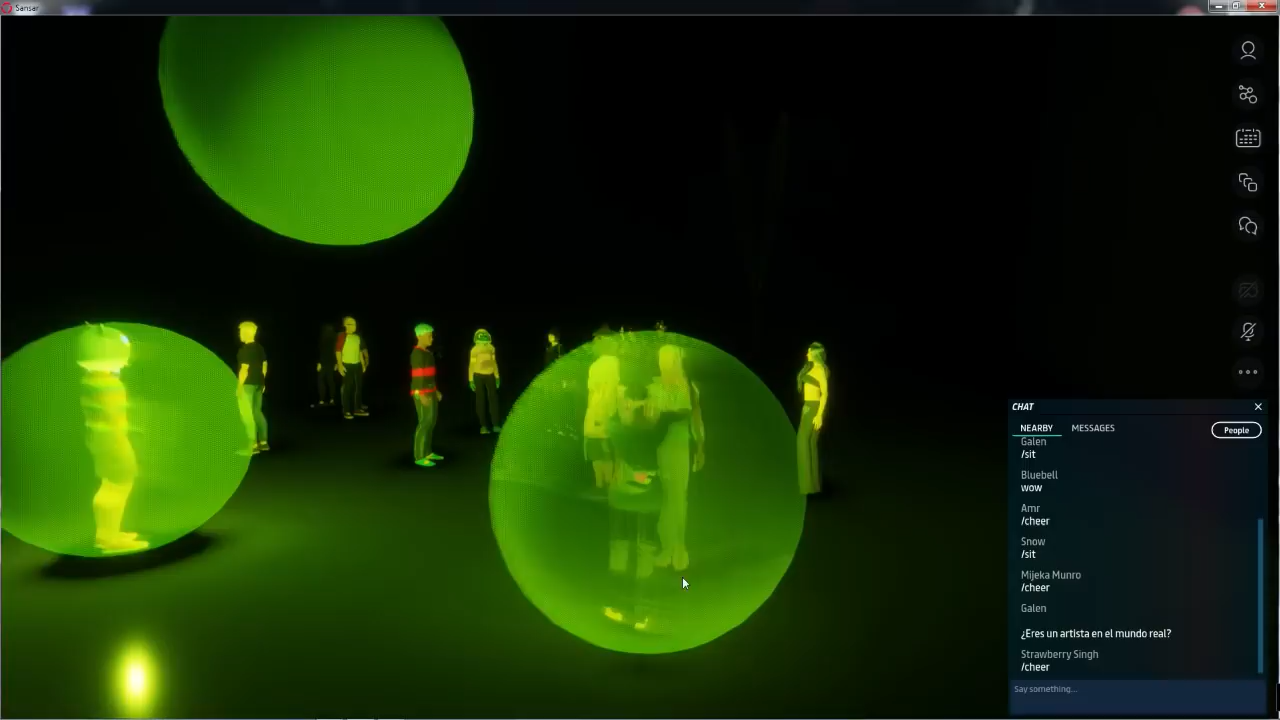 Sansar
CHAT
NEARBY MESSAGES People
Galen
/sit
Bluebell
wow
Amr
/cheer
Snow
/sit
Mijeka Munro
/cheer
Galen
¿Eres un artista en el mundo real?
Strawberry Singh
/cheer
Say something...